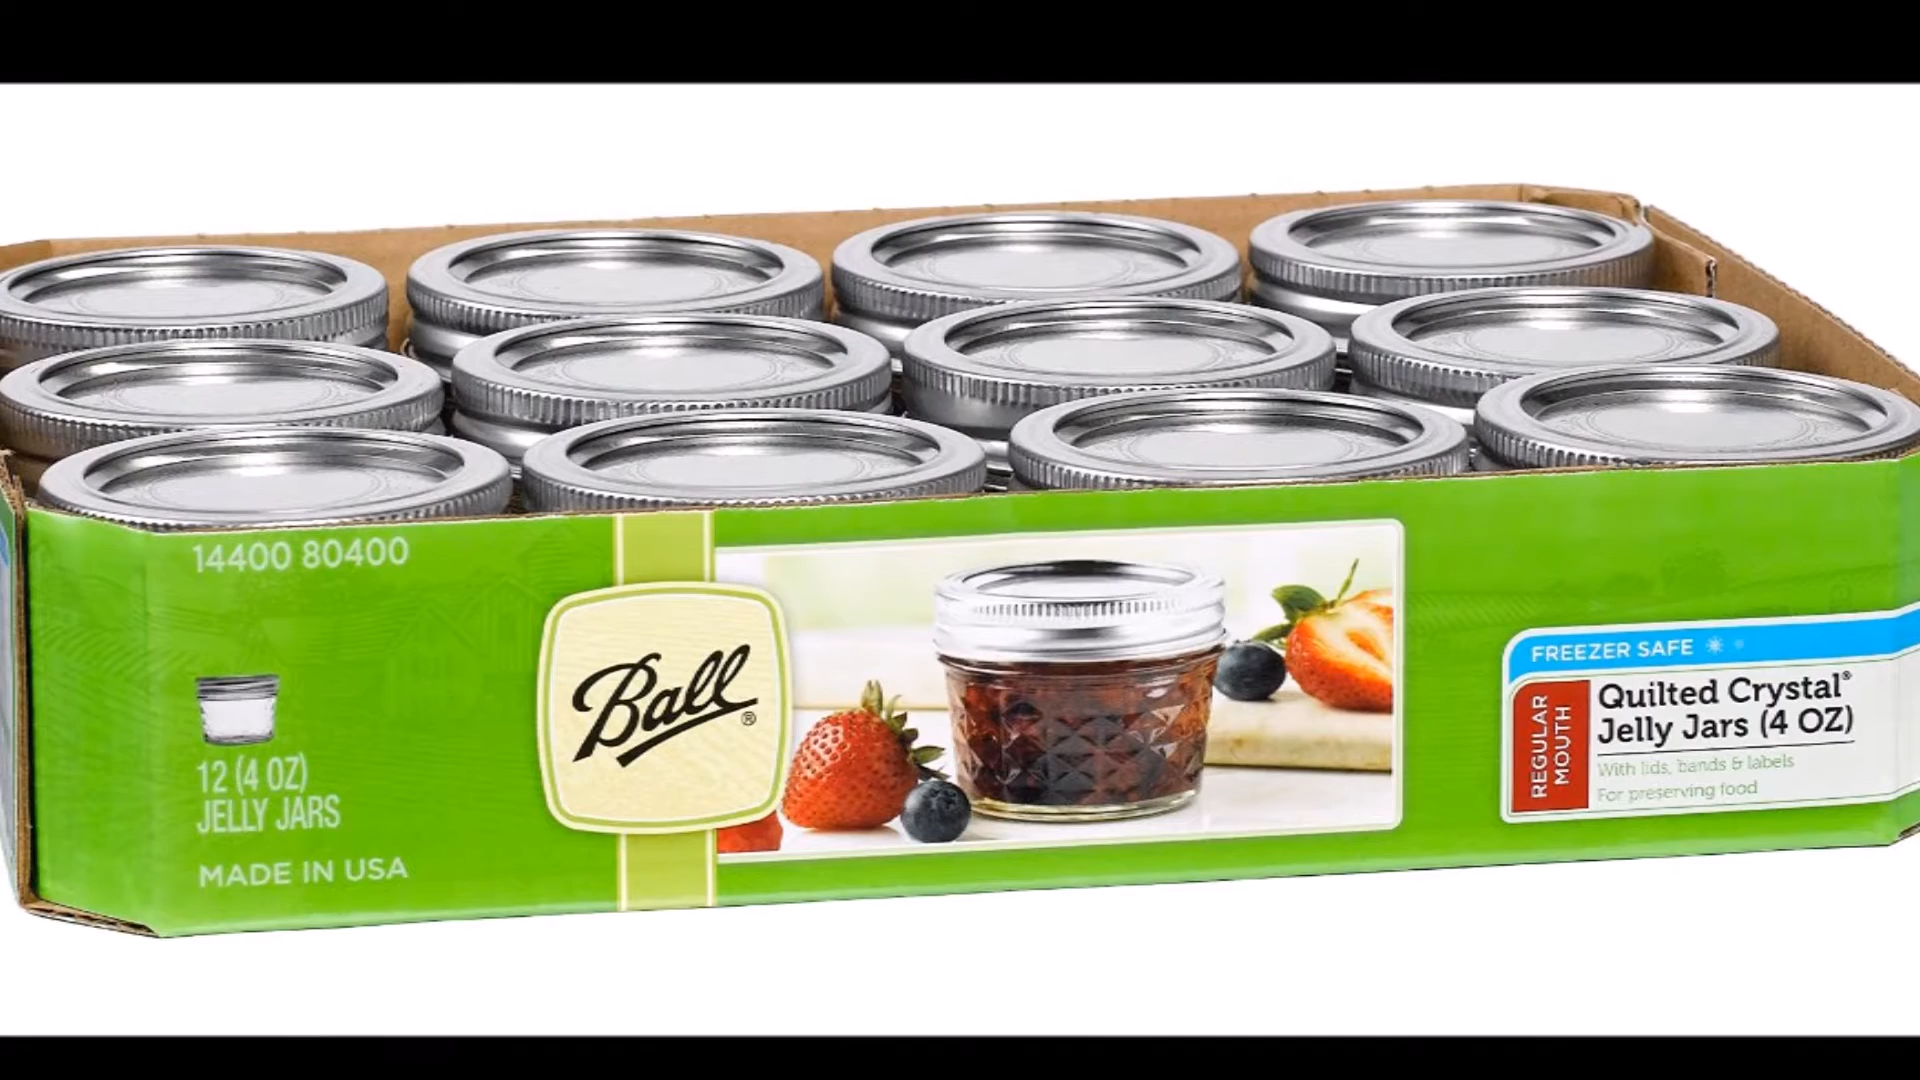 14400 80400
Ball®
12 (4 OZ)
JELLY JARS
MADE IN USA
FREEZER SAFE
REGULAR
MOUTH
Quilted Crystal®
Jelly Jars (4 OZ)
With lids, bands & labels
For preserving food